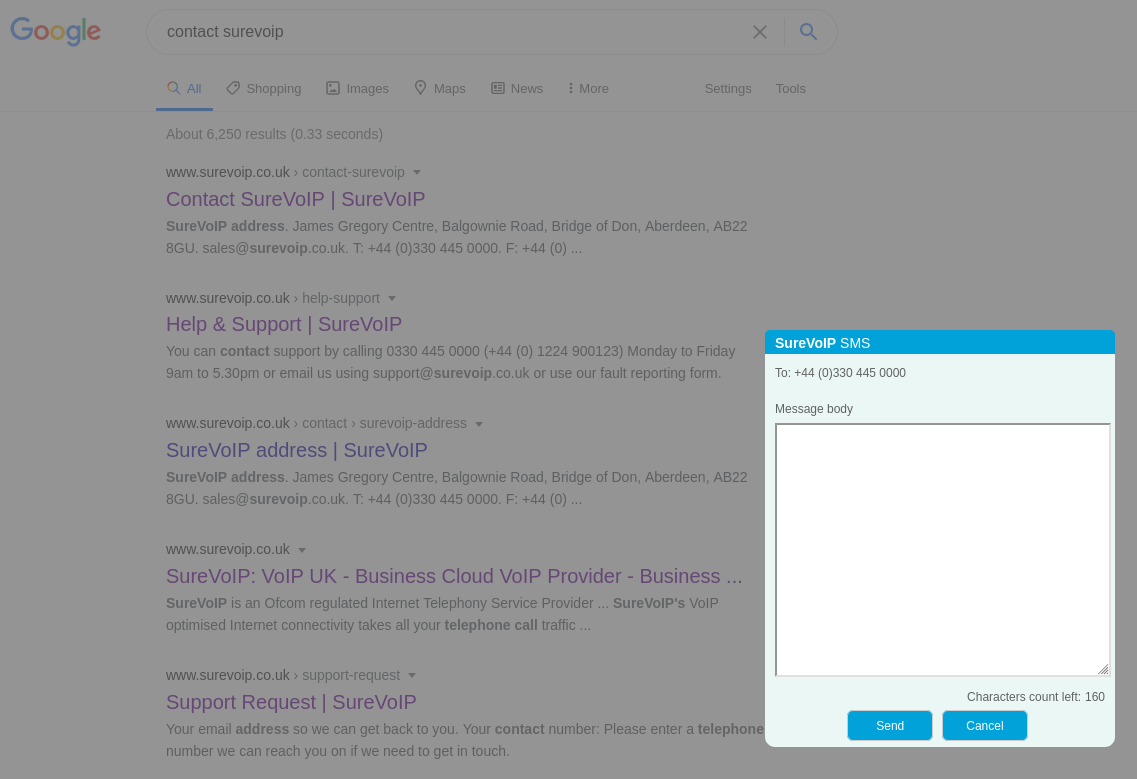 Google
contact surevoip
All Shopping Images Maps News More Settings Tools
About 6,250 results (0.33 seconds)
www.surevoip.co.uk › contact-surevoip
Contact SureVoIP | SureVoIP
SureVoIP address. James Gregory Centre, Balgownie Road, Bridge of Don, Aberdeen, AB22
8GU. sales@surevoip.co.uk. T: +44 (0)330 445 0000. F: +44 (0) ...
www.surevoip.co.uk › help-support
Help & Support | SureVoIP
You can contact support by calling 0330 445 0000 (+44 (0) 1224 900123) Monday to Friday
9am to 5.30pm or email us using support@surevoip.co.uk or use our fault reporting form.
www.surevoip.co.uk › contact › surevoip-address
SureVoIP address | SureVoIP
SureVoIP address. James Gregory Centre, Balgownie Road, Bridge of Don, Aberdeen, AB22
8GU. sales@surevoip.co.uk. T: +44 (0)330 445 0000. F: +44 (0) ...
www.surevoip.co.uk
SureVoIP: VoIP UK - Business Cloud VoIP Provider - Business ...
SureVoIP is an Ofcom regulated Internet Telephony Service Provider ... SureVoIP's VoIP
optimised Internet connectivity takes all your telephone call traffic ...
www.surevoip.co.uk › support-request
Support Request | SureVoIP
Your email address so we can get back to you. Your contact number: Please enter a telephone
number we can reach you on if we need to get in touch.
SureVoIP SMS
To: +44 (0)330 445 0000
Message body
Characters count left: 160
Send Cancel